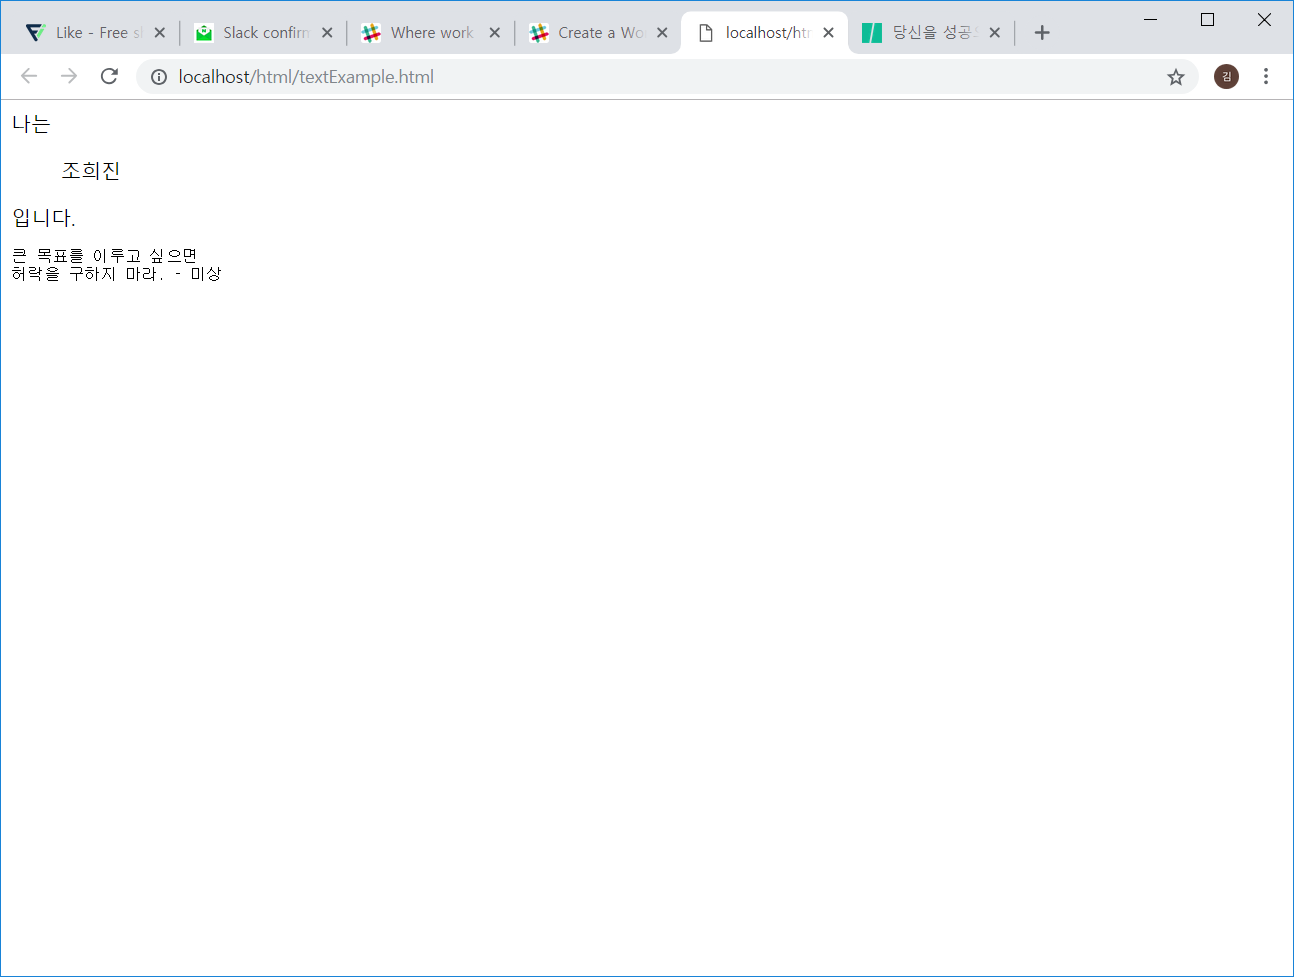 Like - Free s
Slack confirm
Where work
Create a Wo
localhost/ht
당신을 성공
localhost/html/textExample.html
김
나는
조희진
입니다.
큰 목표를 이루고 싶으면
허락을 구하지 마라. - 미상